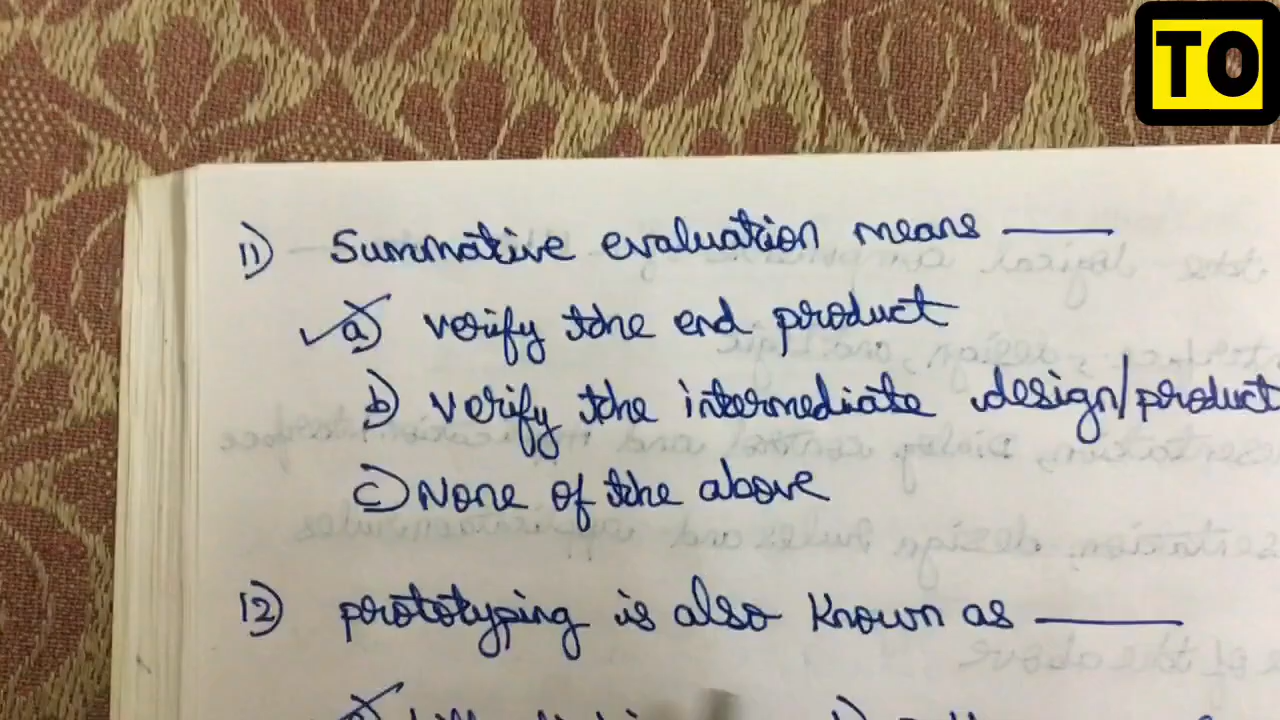 TO
11) Summative evaluation means ____
a) verify the end product
b) verify the intermediate design/product
c) None of the above
12) prototyping is also known as ____